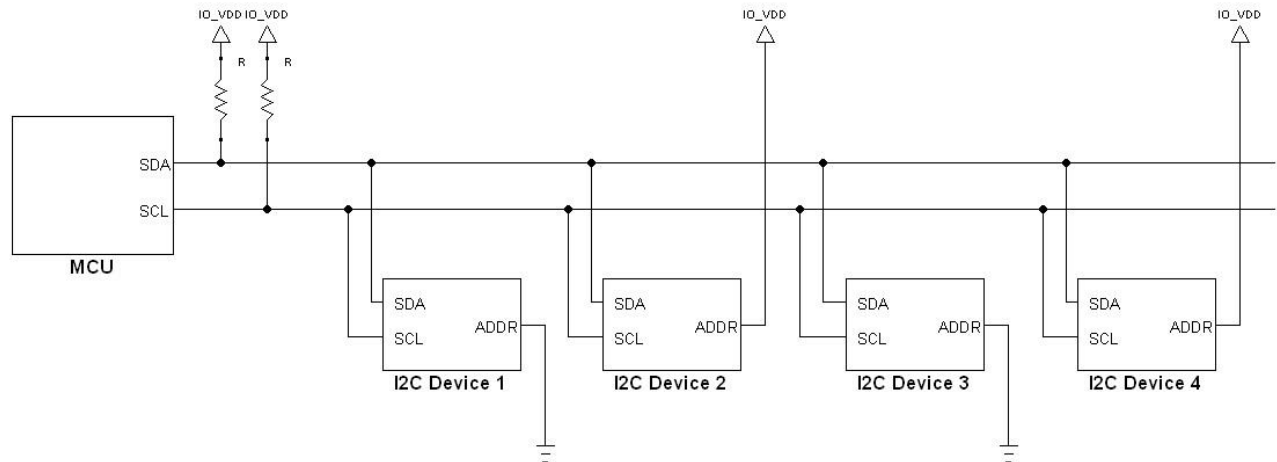 IO_VDD IO_VDD IO_VDD IO_VDD
R R
SDA
SCL
MCU
SDA SDA SDA SDA
ADDR ADDR ADDR ADDR
SCL SCL SCL SCL
I2C Device 1 I2C Device 2 I2C Device 3 I2C Device 4